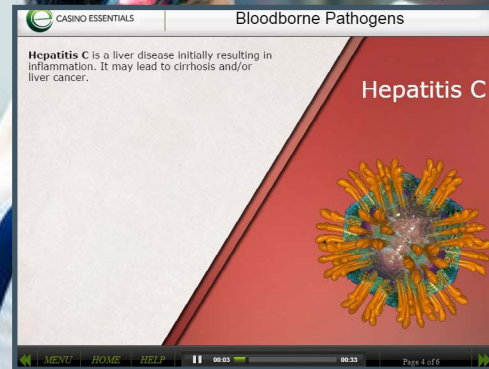 CASINO ESSENTIALS
Bloodborne Pathogens
Hepatitis C is a liver disease initially resulting in
inflammation. It may lead to cirrhosis and/or
liver cancer.
Hepatitis C
MENU HOME HELP 00:03 00:33 Page 4 of 6